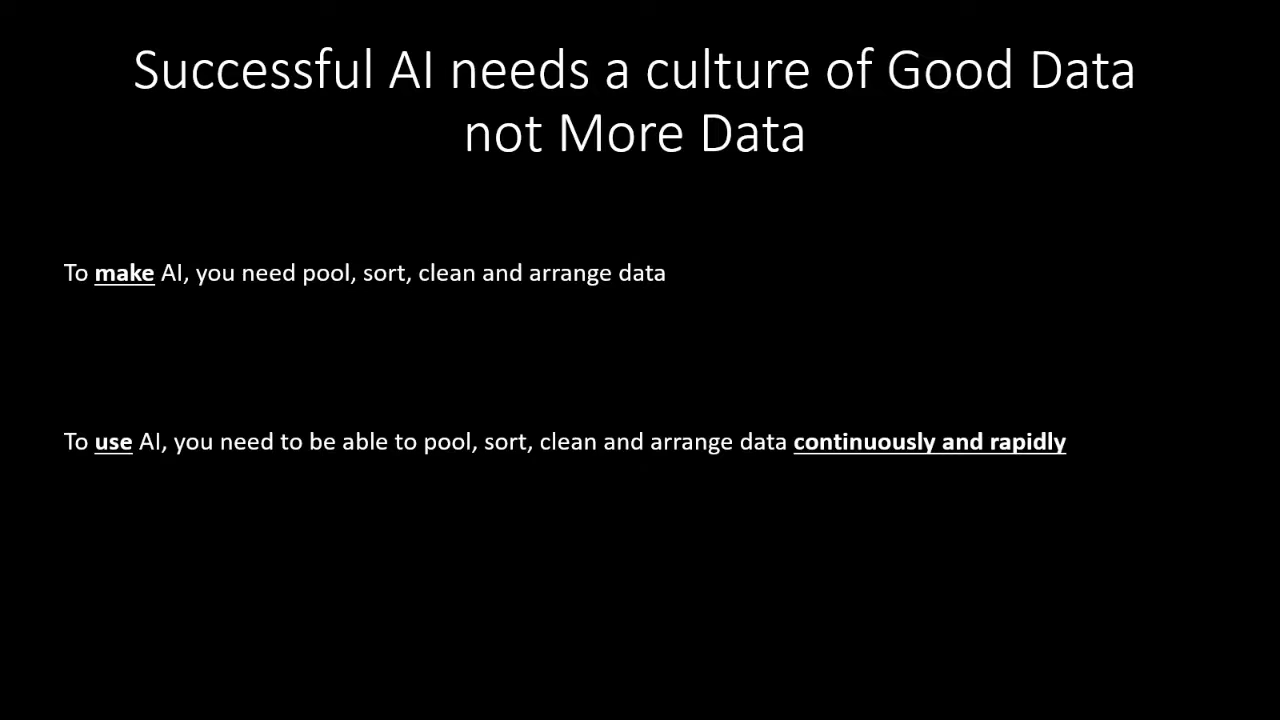 Successful AI needs a culture of Good Data
not More Data
To make AI, you need pool, sort, clean and arrange data
To use AI, you need to be able to pool, sort, clean and arrange data continuously and rapidly